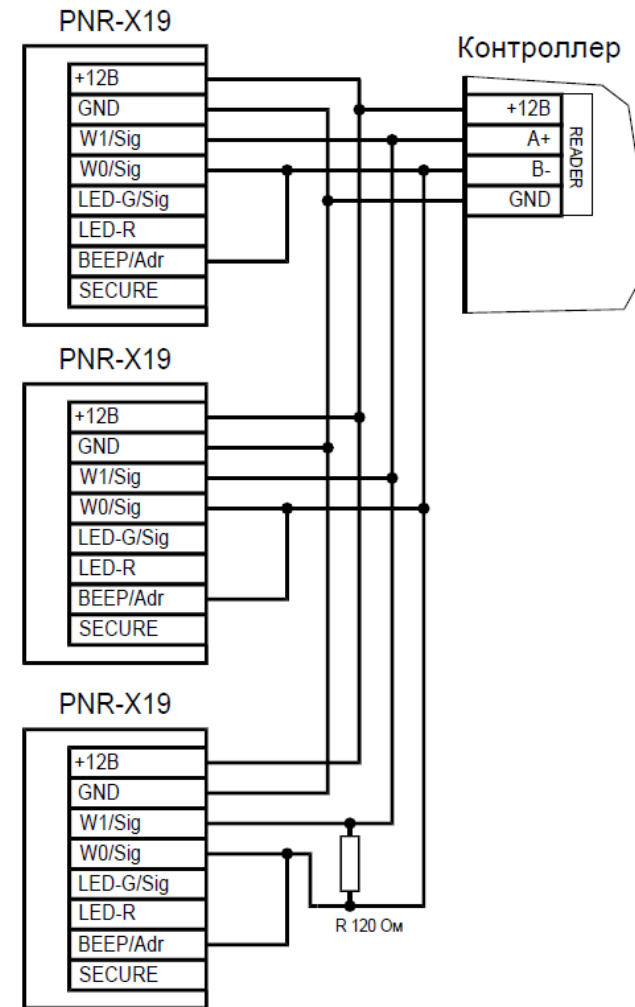 PNR-X19
+12В
GND
W1/Sig
W0/Sig
LED-G/Sig
LED-R
BEEP/Adr
SECURE
Контроллер
+12В
A+
B-
GND
READER
PNR-X19
+12В
GND
W1/Sig
W0/Sig
LED-G/Sig
LED-R
BEEP/Adr
SECURE
PNR-X19
+12В
GND
W1/Sig
W0/Sig
LED-G/Sig
LED-R
BEEP/Adr
SECURE
R 120 Ом